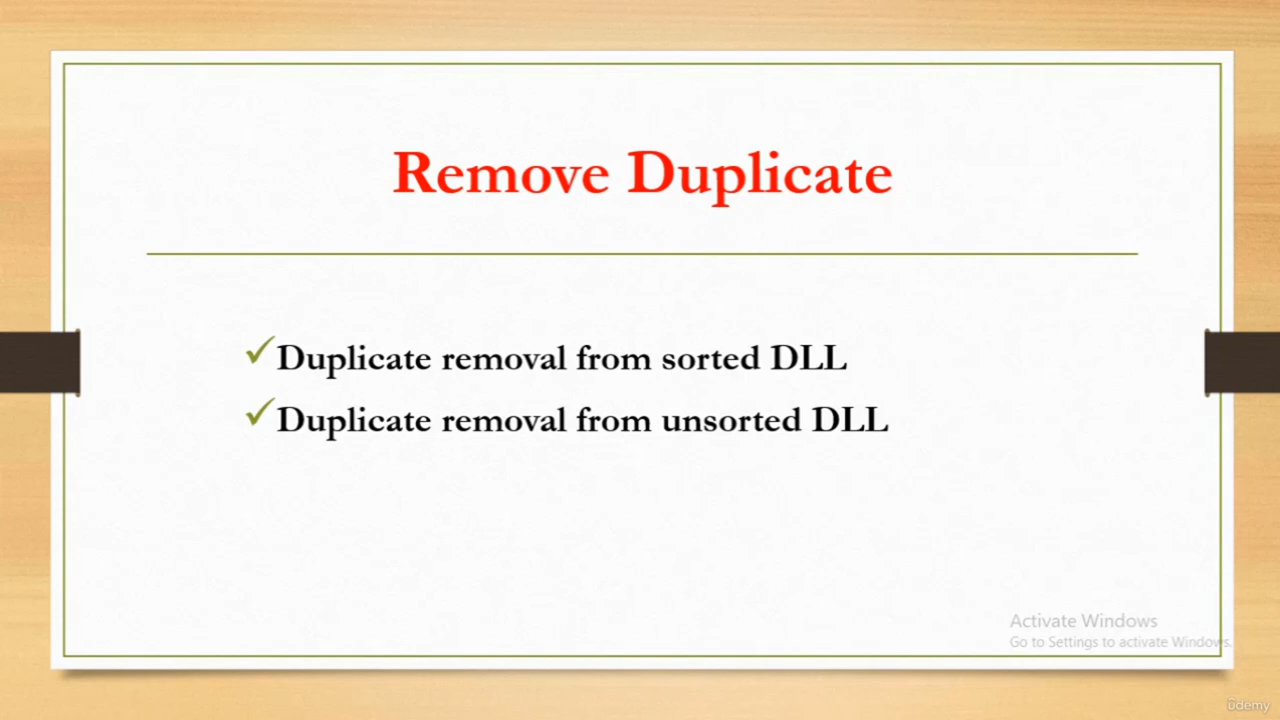 Remove Duplicate
Duplicate removal from sorted DLL
Duplicate removal from unsorted DLL
Activate Windows
Go to Settings to activate Windows.
ûdemy